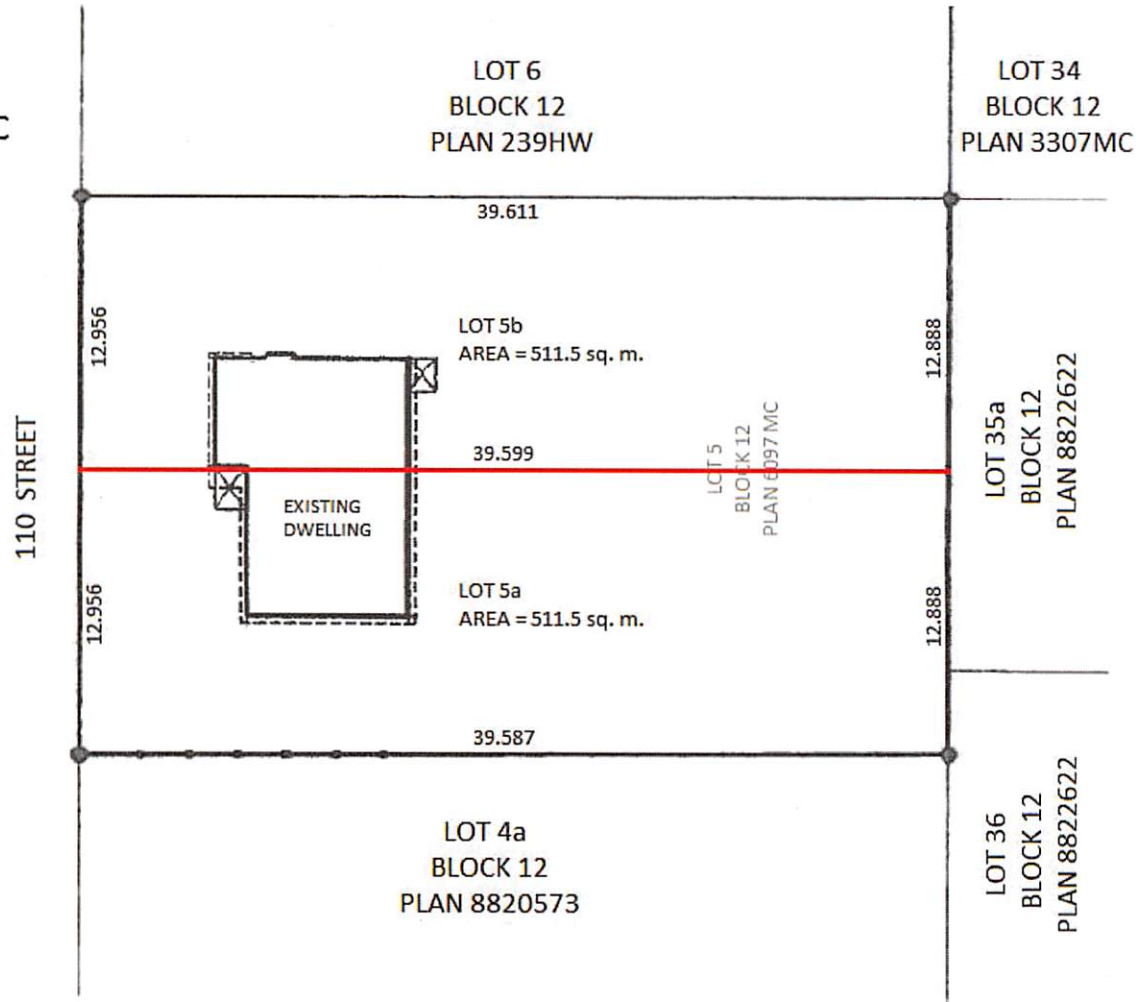 LOT 6
BLOCK 12
PLAN 239HW
LOT 34
BLOCK 12
PLAN 3307MC
39.611
12.956
LOT 5b
AREA = 511.5 sq. m.
12.888
110 STREET
39.599
LOT 5
BLOCK 12
PLAN 6097 MC
LOT 35a
BLOCK 12
PLAN 8822622
EXISTING
DWELLING
12.956
LOT 5a
AREA = 511.5 sq. m.
12.888
39.587
LOT 4a
BLOCK 12
PLAN 8820573
LOT 36
BLOCK 12
PLAN 8822622